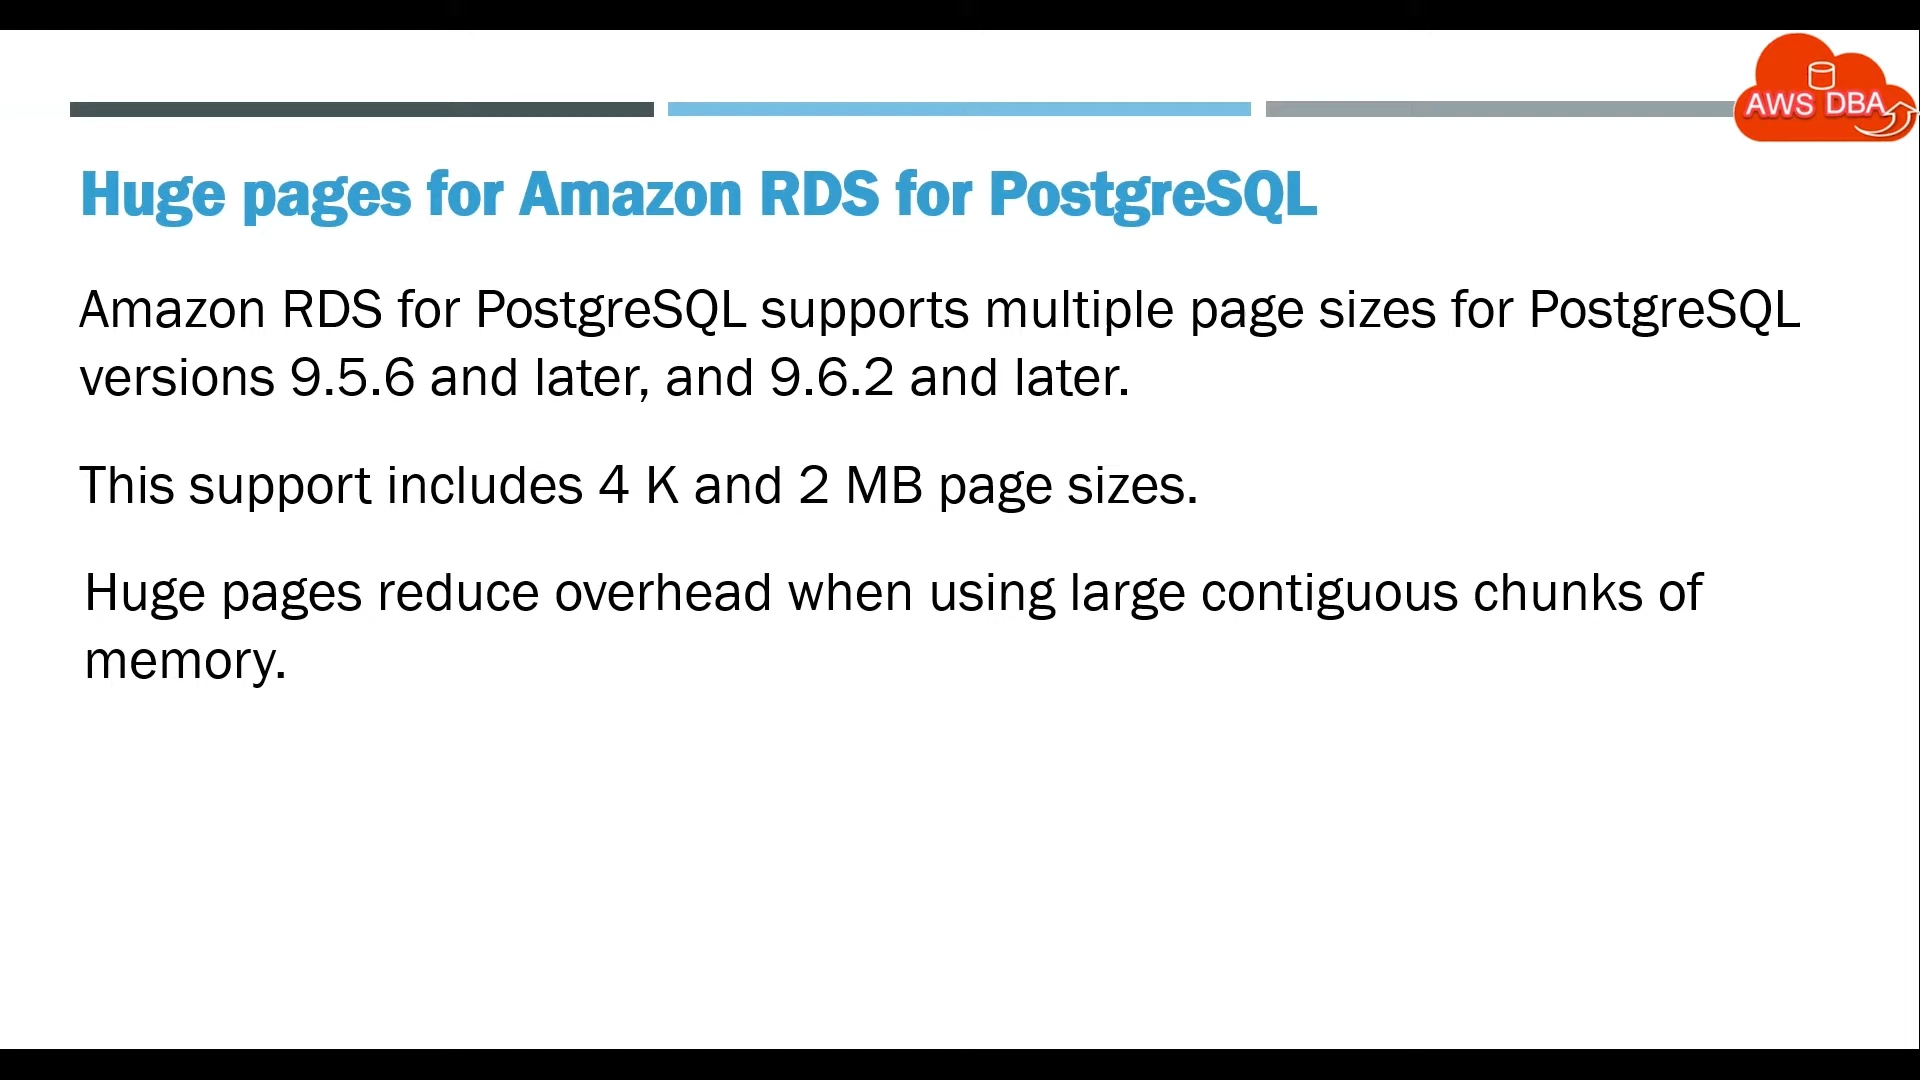 AWS DBA
Huge pages for Amazon RDS for PostgreSQL
Amazon RDS for PostgreSQL supports multiple page sizes for PostgreSQL
versions 9.5.6 and later, and 9.6.2 and later.
This support includes 4 K and 2 MB page sizes.
Huge pages reduce overhead when using large contiguous chunks of
memory.